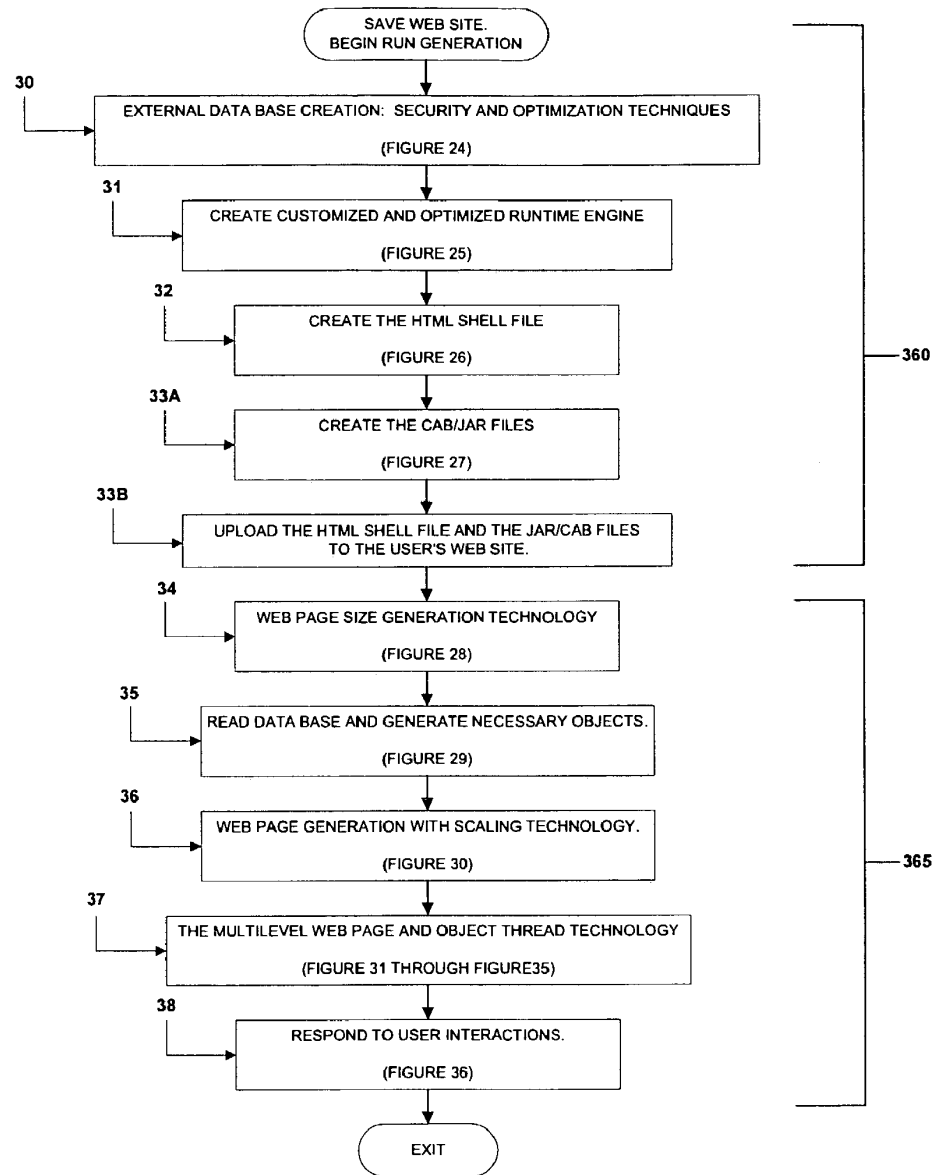 SAVE WEB SITE.
BEGIN RUN GENERATION
30
EXTERNAL DATA BASE CREATION: SECURITY AND OPTIMIZATION TECHNIQUES
(FIGURE 24)
31
CREATE CUSTOMIZED AND OPTIMIZED RUNTIME ENGINE
(FIGURE 25)
32
CREATE THE HTML SHELL FILE
(FIGURE 26)
360
33A
CREATE THE CAB/JAR FILES
(FIGURE 27)
33B
UPLOAD THE HTML SHELL FILE AND THE JAR/CAB FILES
TO THE USER'S WEB SITE.
34
WEB PAGE SIZE GENERATION TECHNOLOGY
(FIGURE 28)
35
READ DATA BASE AND GENERATE NECESSARY OBJECTS.
(FIGURE 29)
36
WEB PAGE GENERATION WITH SCALING TECHNOLOGY.
(FIGURE 30)
365
37
THE MULTILEVEL WEB PAGE AND OBJECT THREAD TECHNOLOGY
(FIGURE 31 THROUGH FIGURE35)
38
RESPOND TO USER INTERACTIONS.
(FIGURE 36)
EXIT